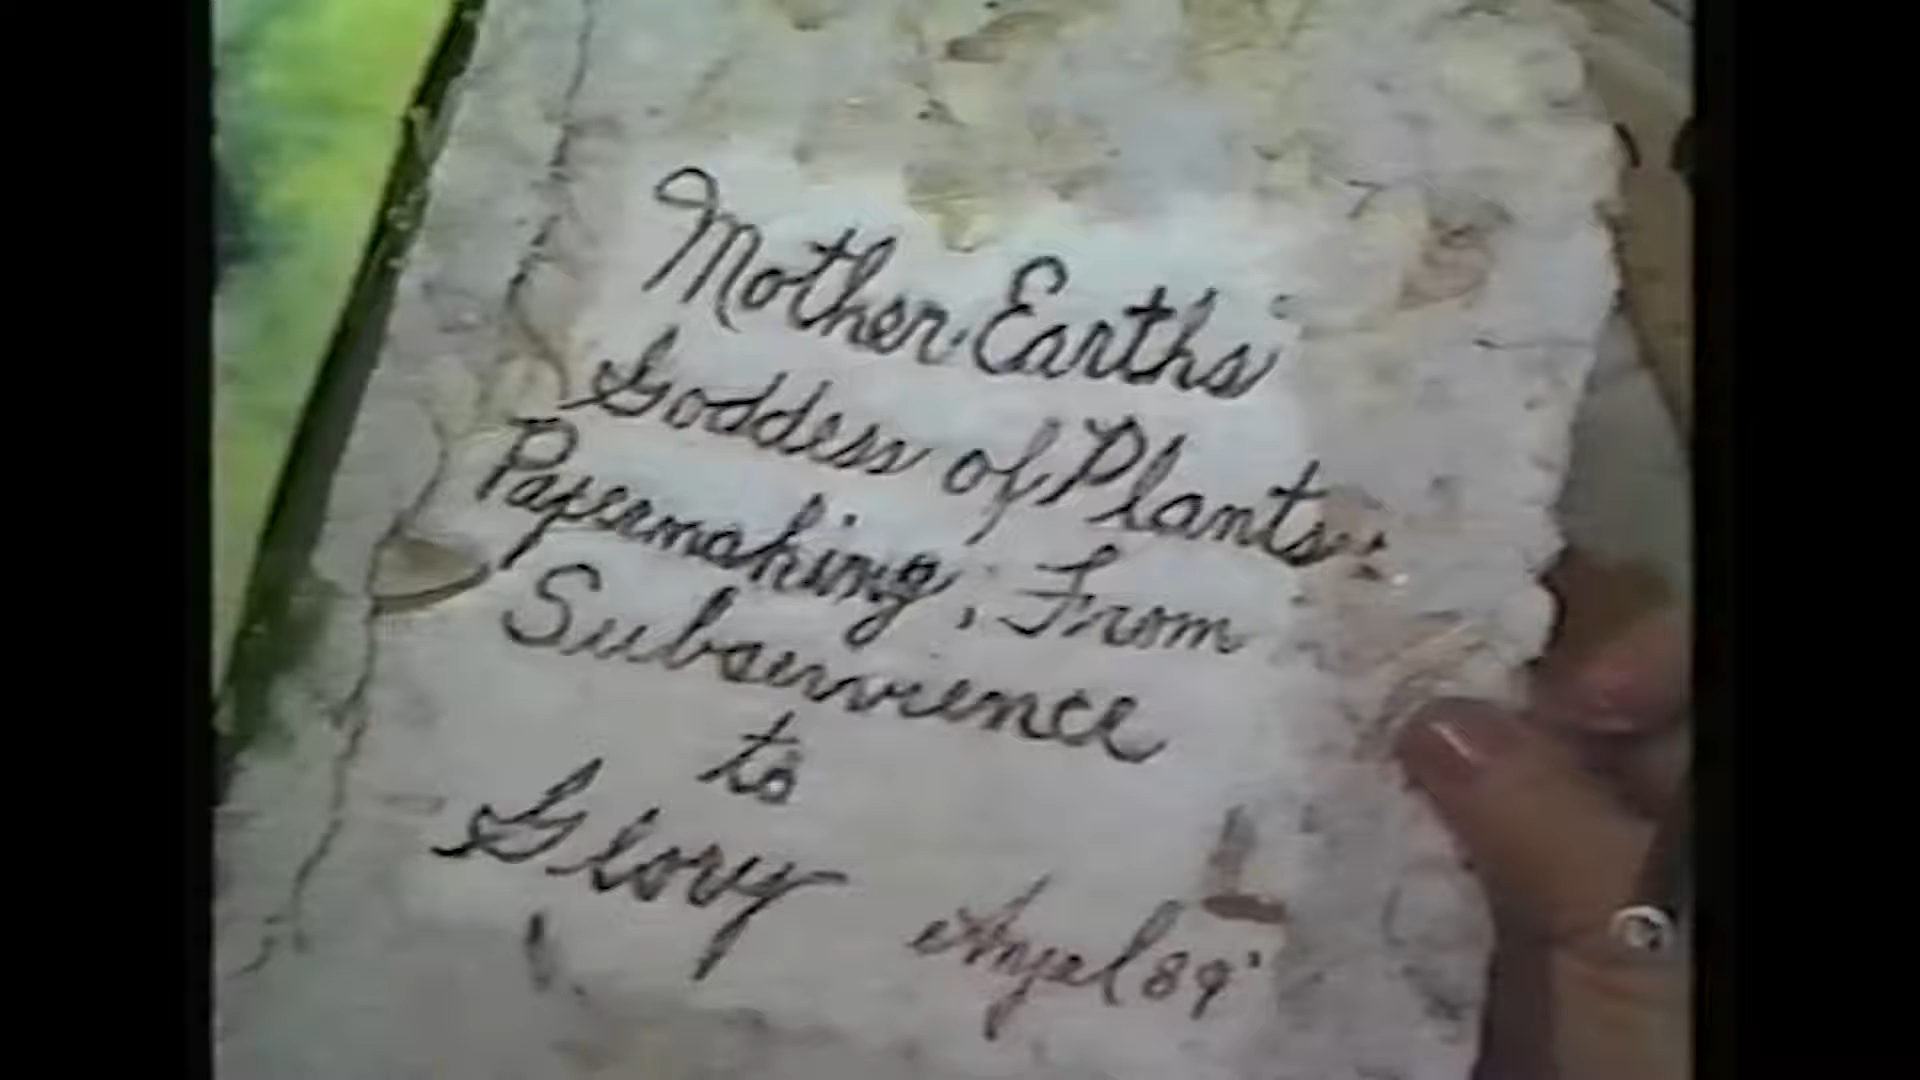 Mother Earths
Goddess of Plants:
Papermaking; From
Subservience
to
Glory
Angel 89'